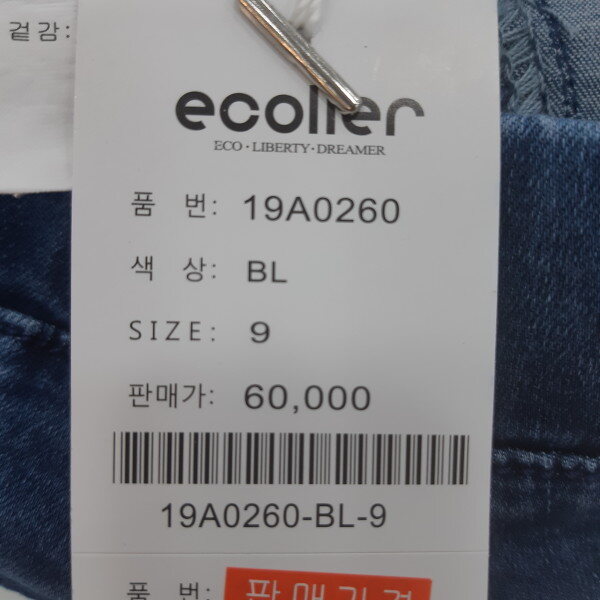 겉감:
ecolier
ECO · LIBERTY · DREAMER
품 번: 19A0260
색 상: BL
SIZE: 9
판매가: 60,000
19A0260-BL-9
품 번: